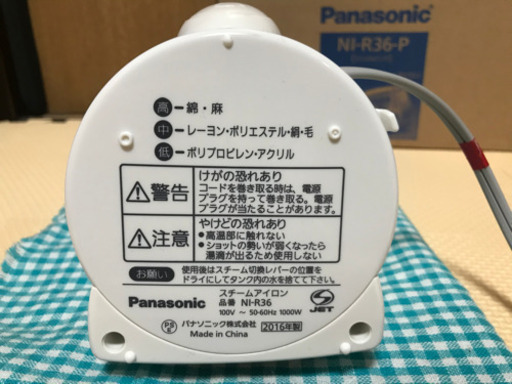 Panasonic
NI-R36-P
高-綿・麻
中-レーヨン・ポリエステル・絹・毛
低-ポリプロピレン・アクリル
警告
けがの恐れあり
コードを巻き取る時は、電源
プラグを持って巻き取る。
プラグが当たることがあります。
注意
やけどの恐れあり
●高温部に触れない
●ショットの勢いが弱くなったら
湯滴が出るため使用しない
お願い
使用後はスチーム切換レバーの位置を
ドライにしてタンク内の水を捨てて下さい。
Panasonic
スチームアイロン
品番 NI-R36
100V ~ 50-60Hz 1000W
PS E
パナソニック株式会社
2016年製
Made in China
S JET